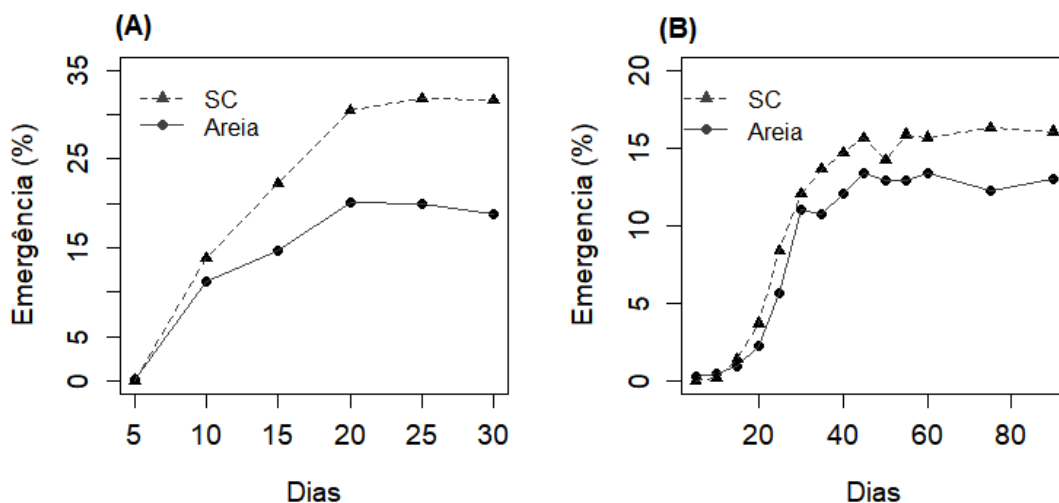 (A)
Emergência (%)
35
25
15
5
0
SC
Areia
5 10 15 20 25 30
Dias
(B)
Emergencia (%)
20
15
10
5
0
SC
Areia
20 40 60 80
Dias